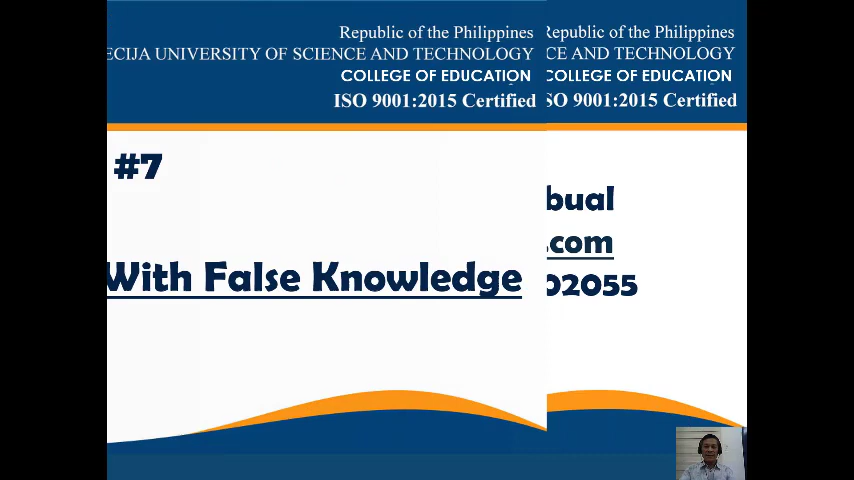 Republic of the Philippines
ECIJA UNIVERSITY OF SCIENCE AND TECHNOLOGY
COLLEGE OF EDUCATION
ISO 9001:2015 Certified
#7
With False Knowledge
Republic of the Philippines
CE AND TECHNOLOGY
COLLEGE OF EDUCATION
SO 9001:2015 Certified
bual
.com
02055